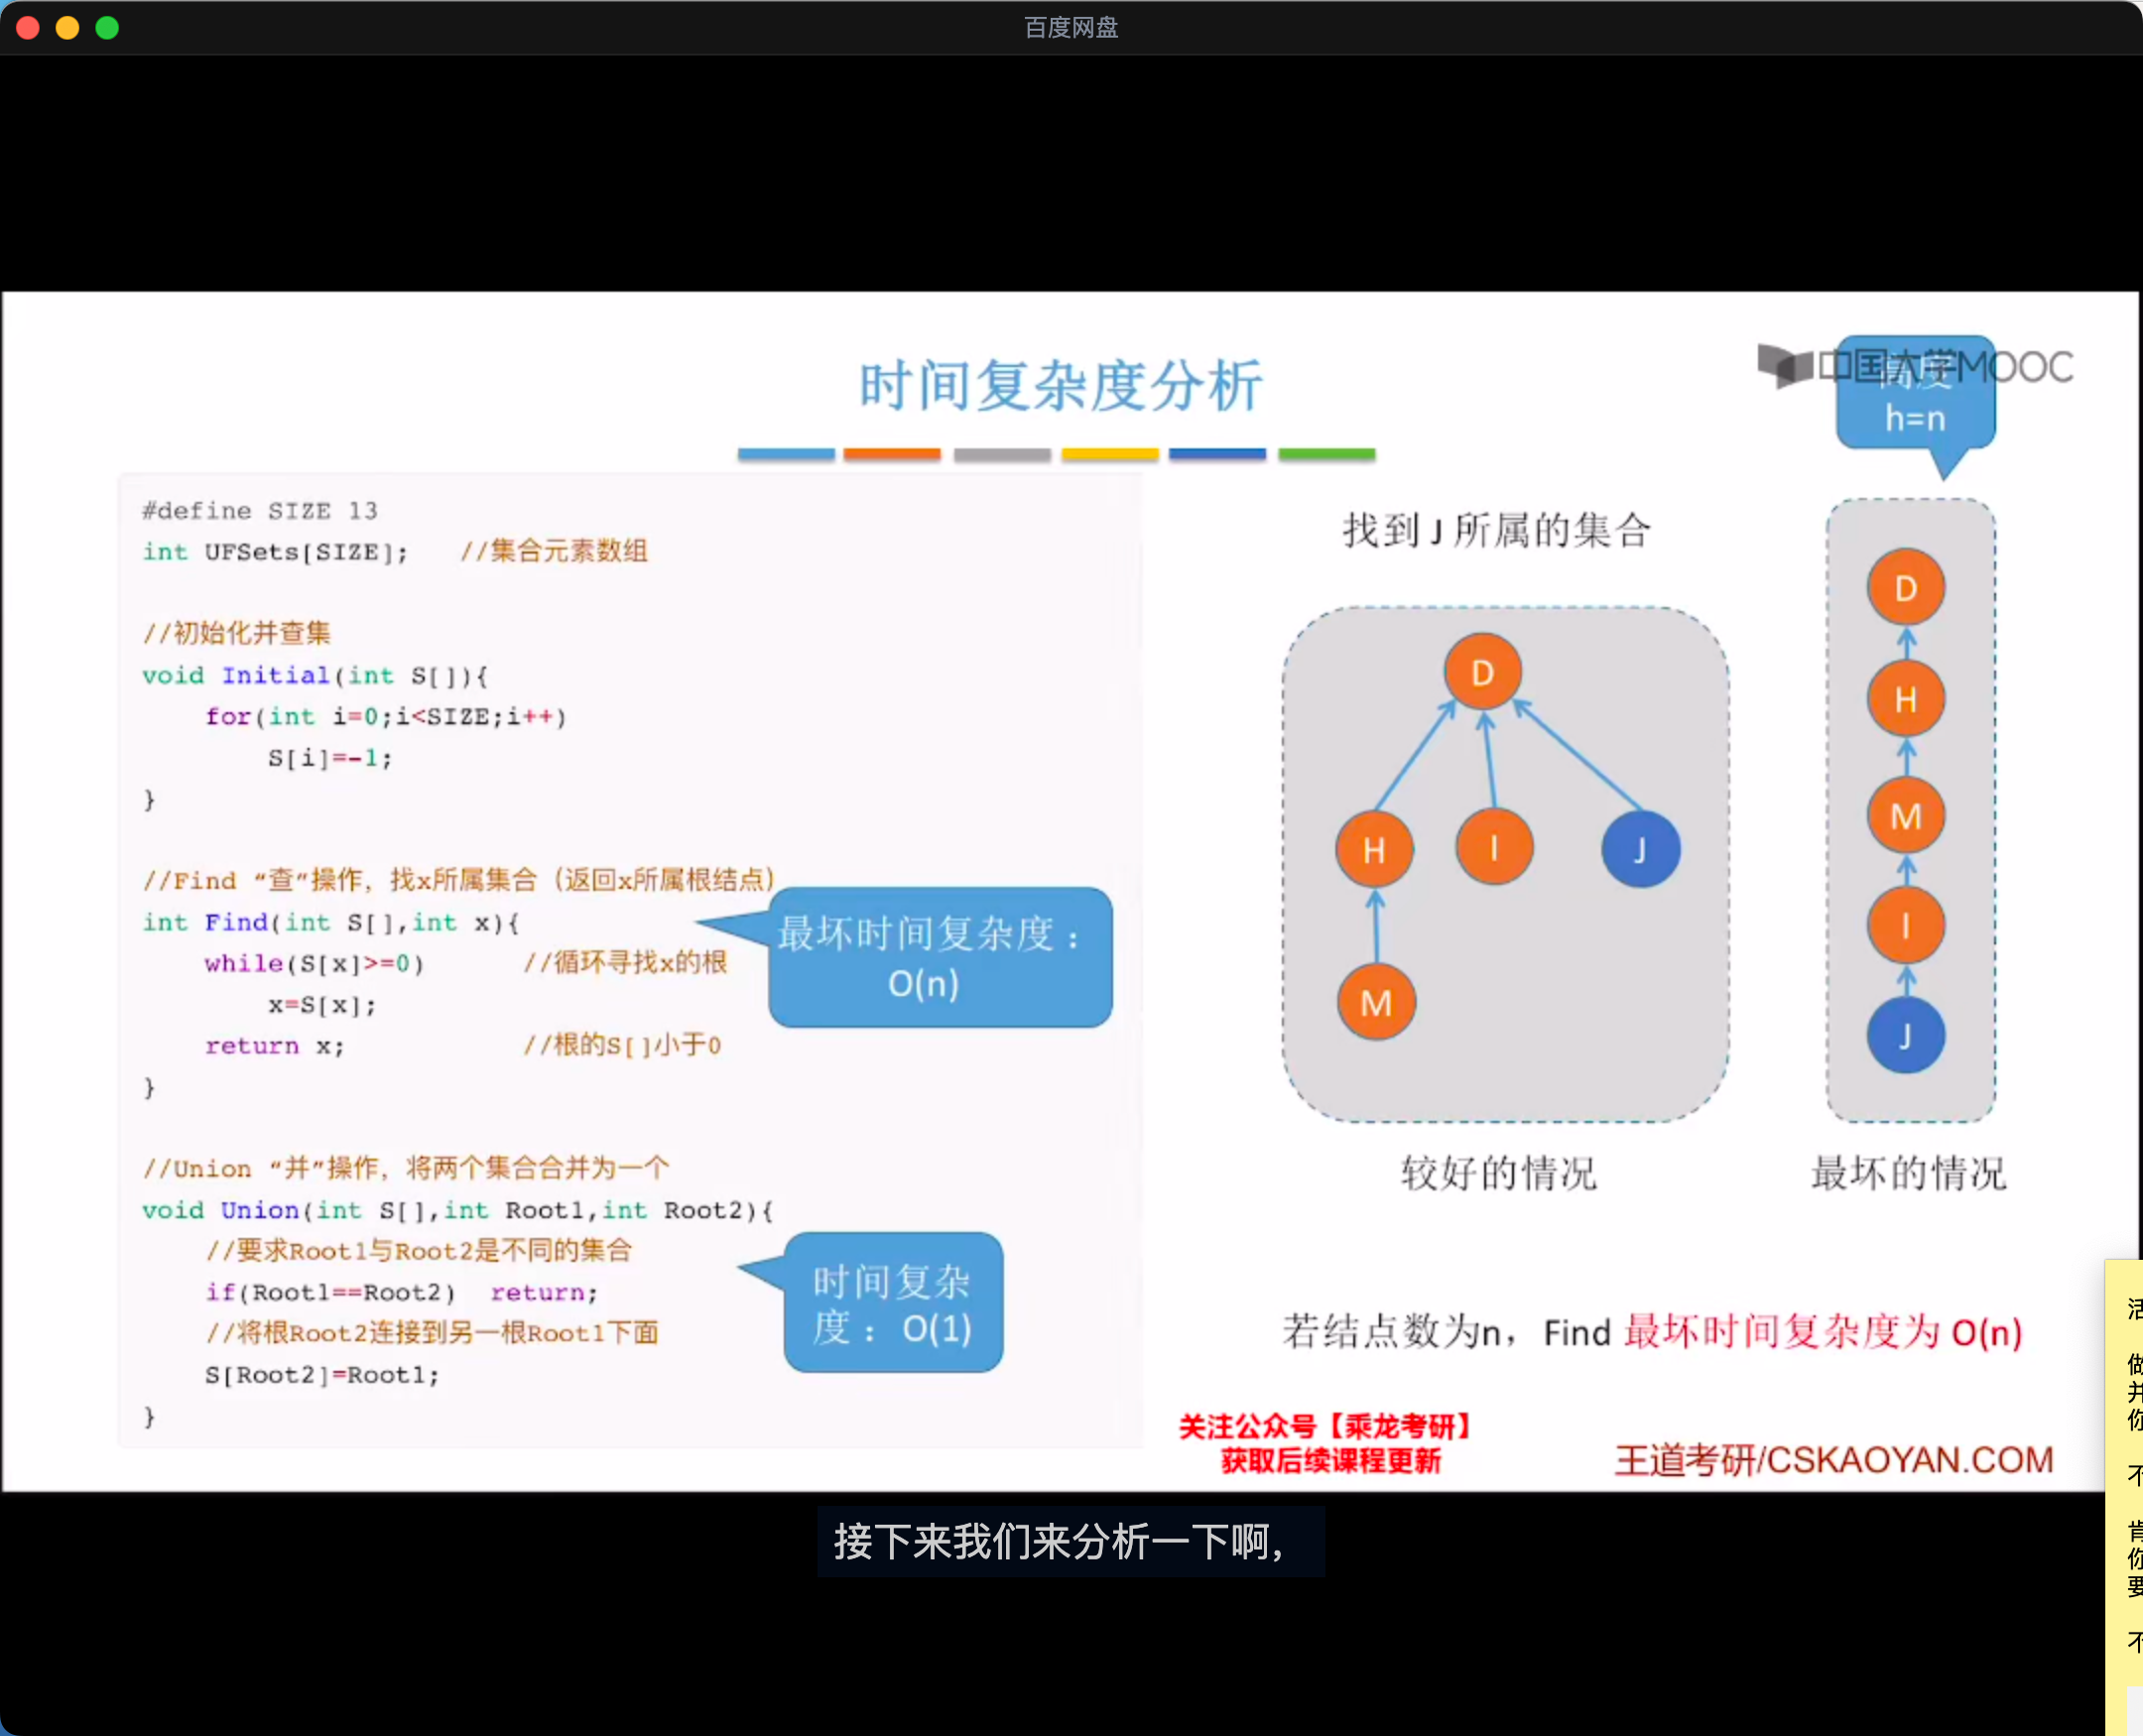 百度网盘
时间复杂度分析
中国大学MOOC
高度
h=n
#define SIZE 13
int UFSets[SIZE];   //集合元素数组
//初始化并查集
void Initial(int S[]){
    for(int i=0;i<SIZE;i++)
        S[i]=-1;
}
//Find “查”操作，找x所属集合（返回x所属根结点）
int Find(int S[],int x){
    while(S[x]>=0)      //循环寻找x的根
        x=S[x];
    return x;           //根的S[]小于0
}
最坏时间复杂度：
O(n)
//Union “并”操作，将两个集合合并为一个
void Union(int S[],int Root1,int Root2){
    //要求Root1与Root2是不同的集合
    if(Root1==Root2)  return;
    //将根Root2连接到另一根Root1下面
    S[Root2]=Root1;
}
时间复杂
度：O(1)
找到 J 所属的集合
D
H
I
J
M
较好的情况
D
H
M
I
J
最坏的情况
若结点数为n，Find 最坏时间复杂度为 O(n)
关注公众号【乘龙考研】
获取后续课程更新
王道考研/CSKAOYAN.COM
接下来我们来分析一下啊,
活
做
并
你
不
肯
你
要
不